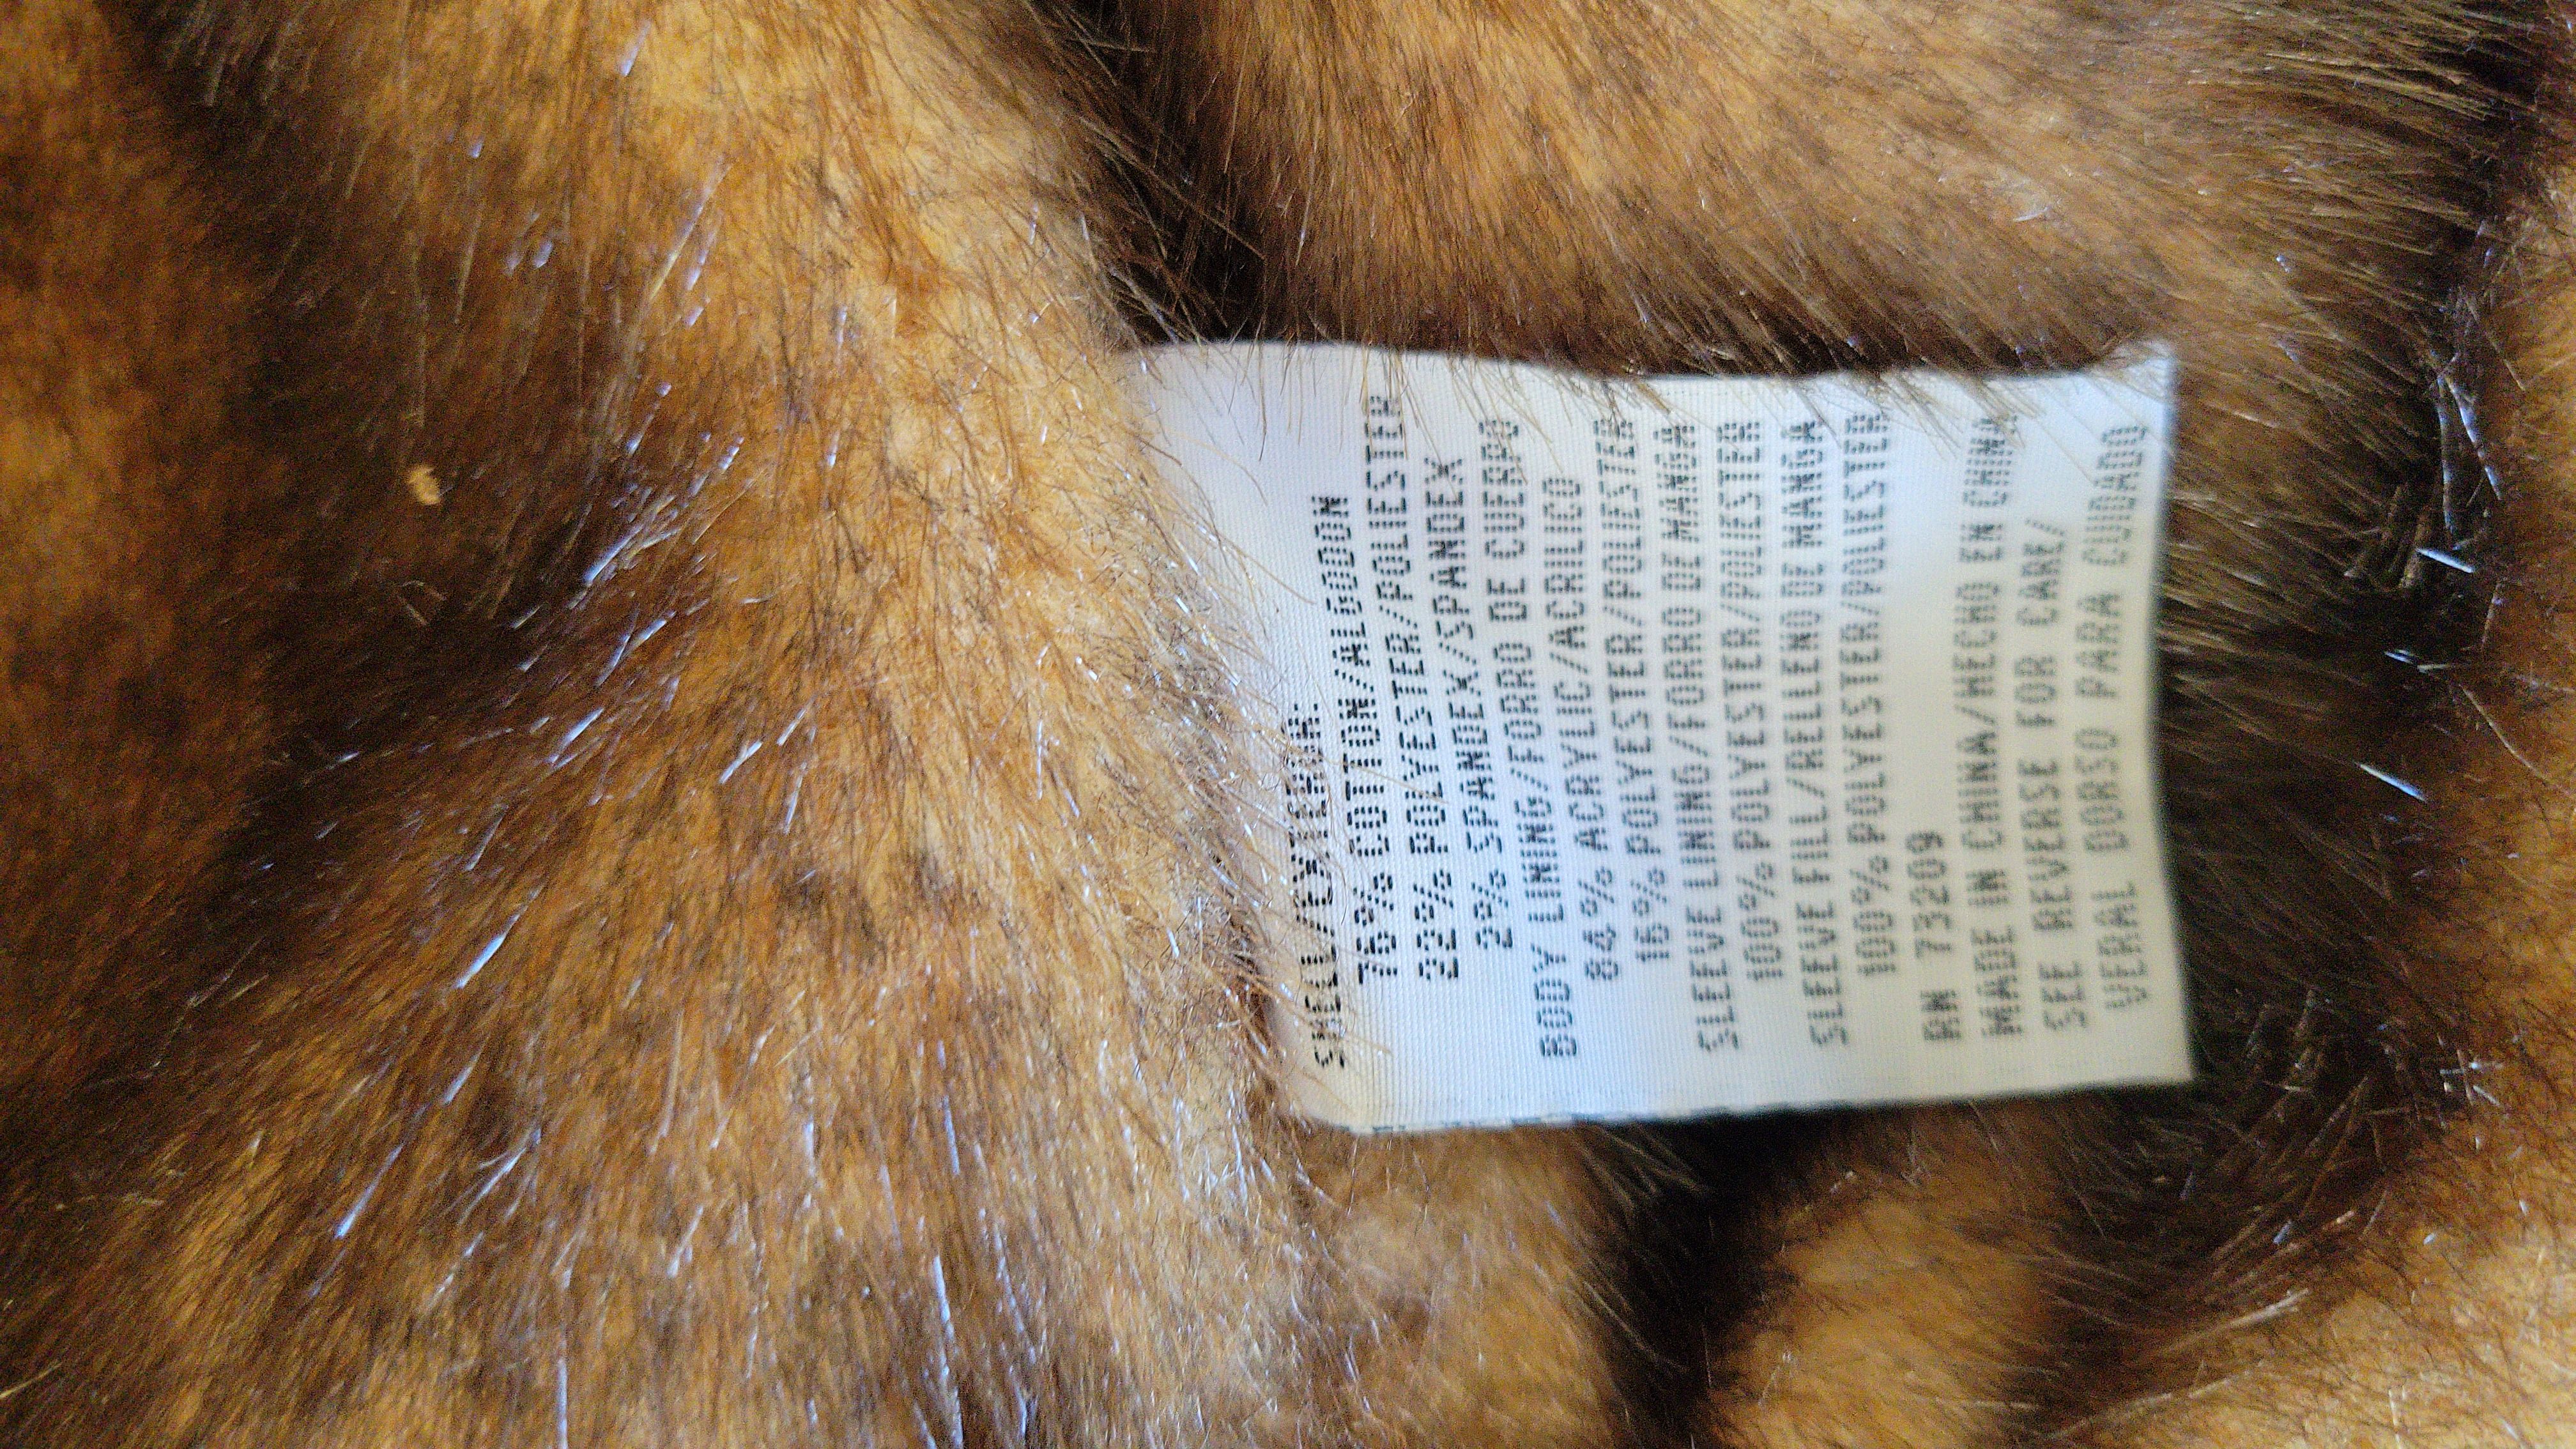 SHELL/EXTERIOR:
76% COTTON/ALGODON
22% POLYESTER/POLIESTER
2% SPANDEX/SPANDEX
BODY LINING/FORRO DE CUERPO
84% ACRYLIC/ACRILICO
16% POLYESTER/POLIESTER
SLEEVE LINING/FORRO DE MANGA
100% POLYESTER/POLIESTER
SLEEVE FILL/RELLENO DE MANGA
100% POLYESTER/POLIESTER
RN 73209
MADE IN CHINA/HECHO EN CHINA
SEE REVERSE FOR CARE/
VERAL DORSO PARA CUIDADO